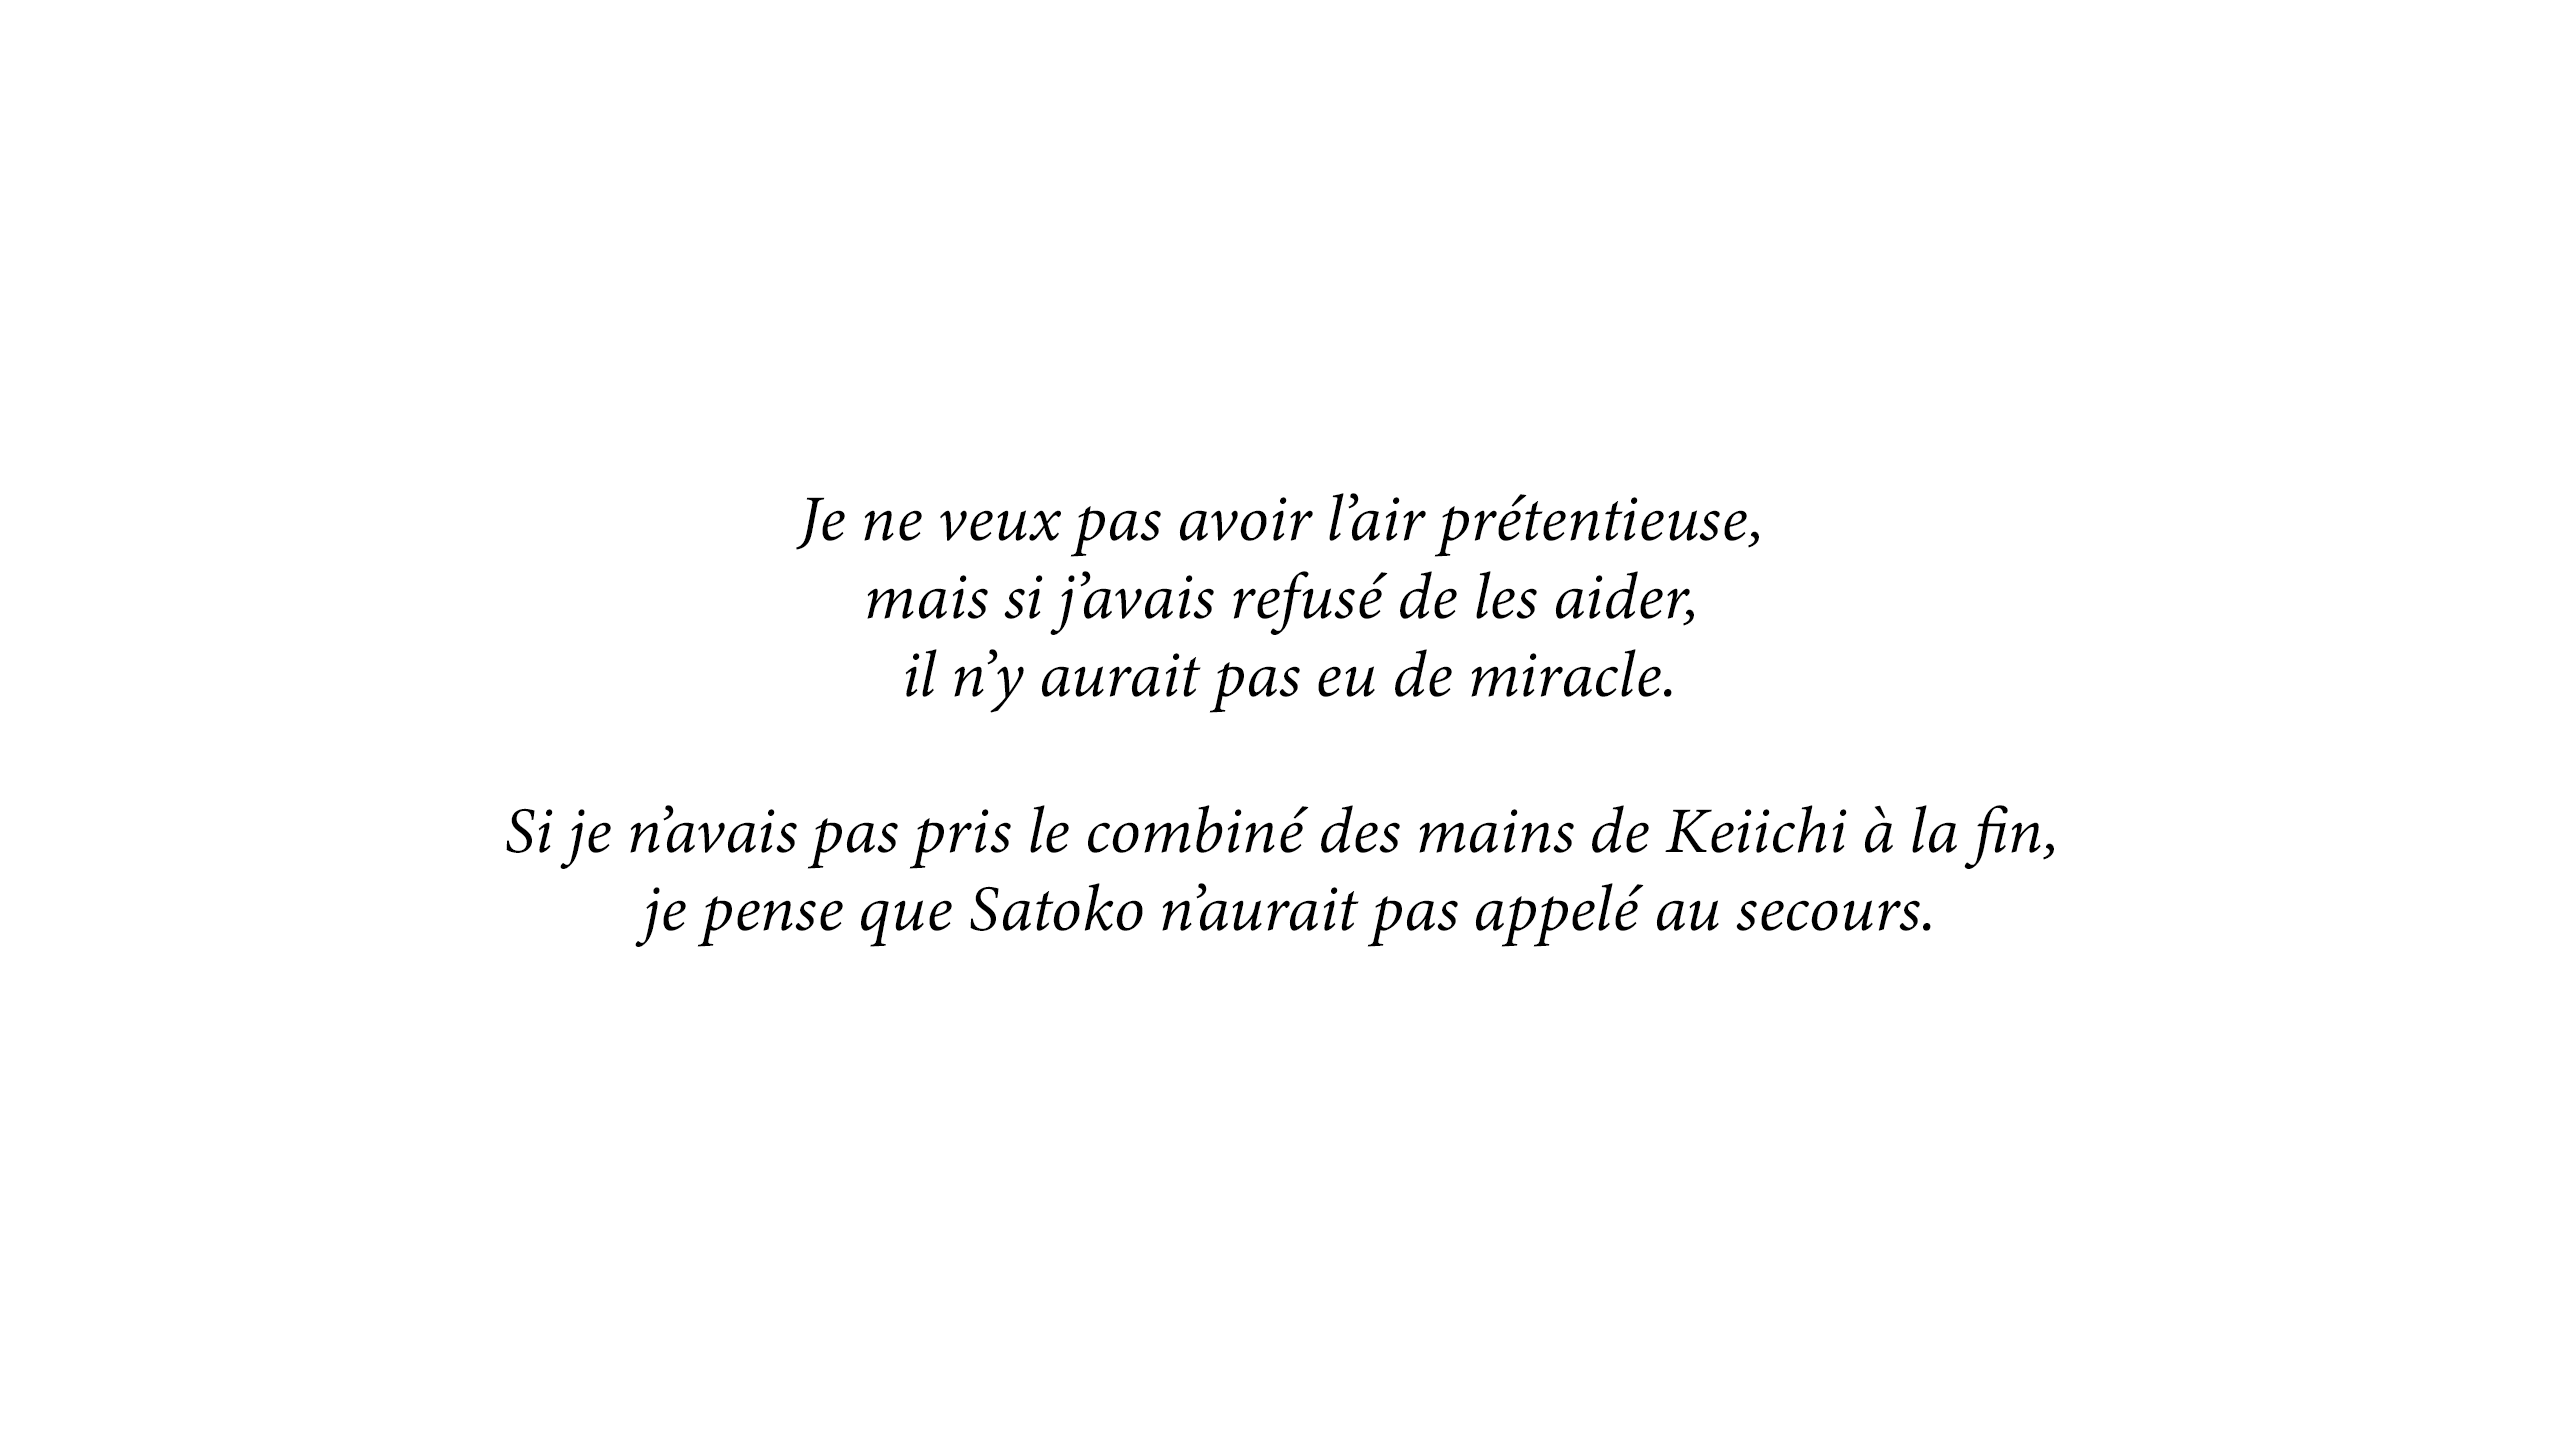 Je ne veux pas avoir l’air prétentieuse,
mais si j’avais refusé de les aider,
il n’y aurait pas eu de miracle.
Si je n’avais pas pris le combiné des mains de Keiichi à la fin,
je pense que Satoko n’aurait pas appelé au secours.